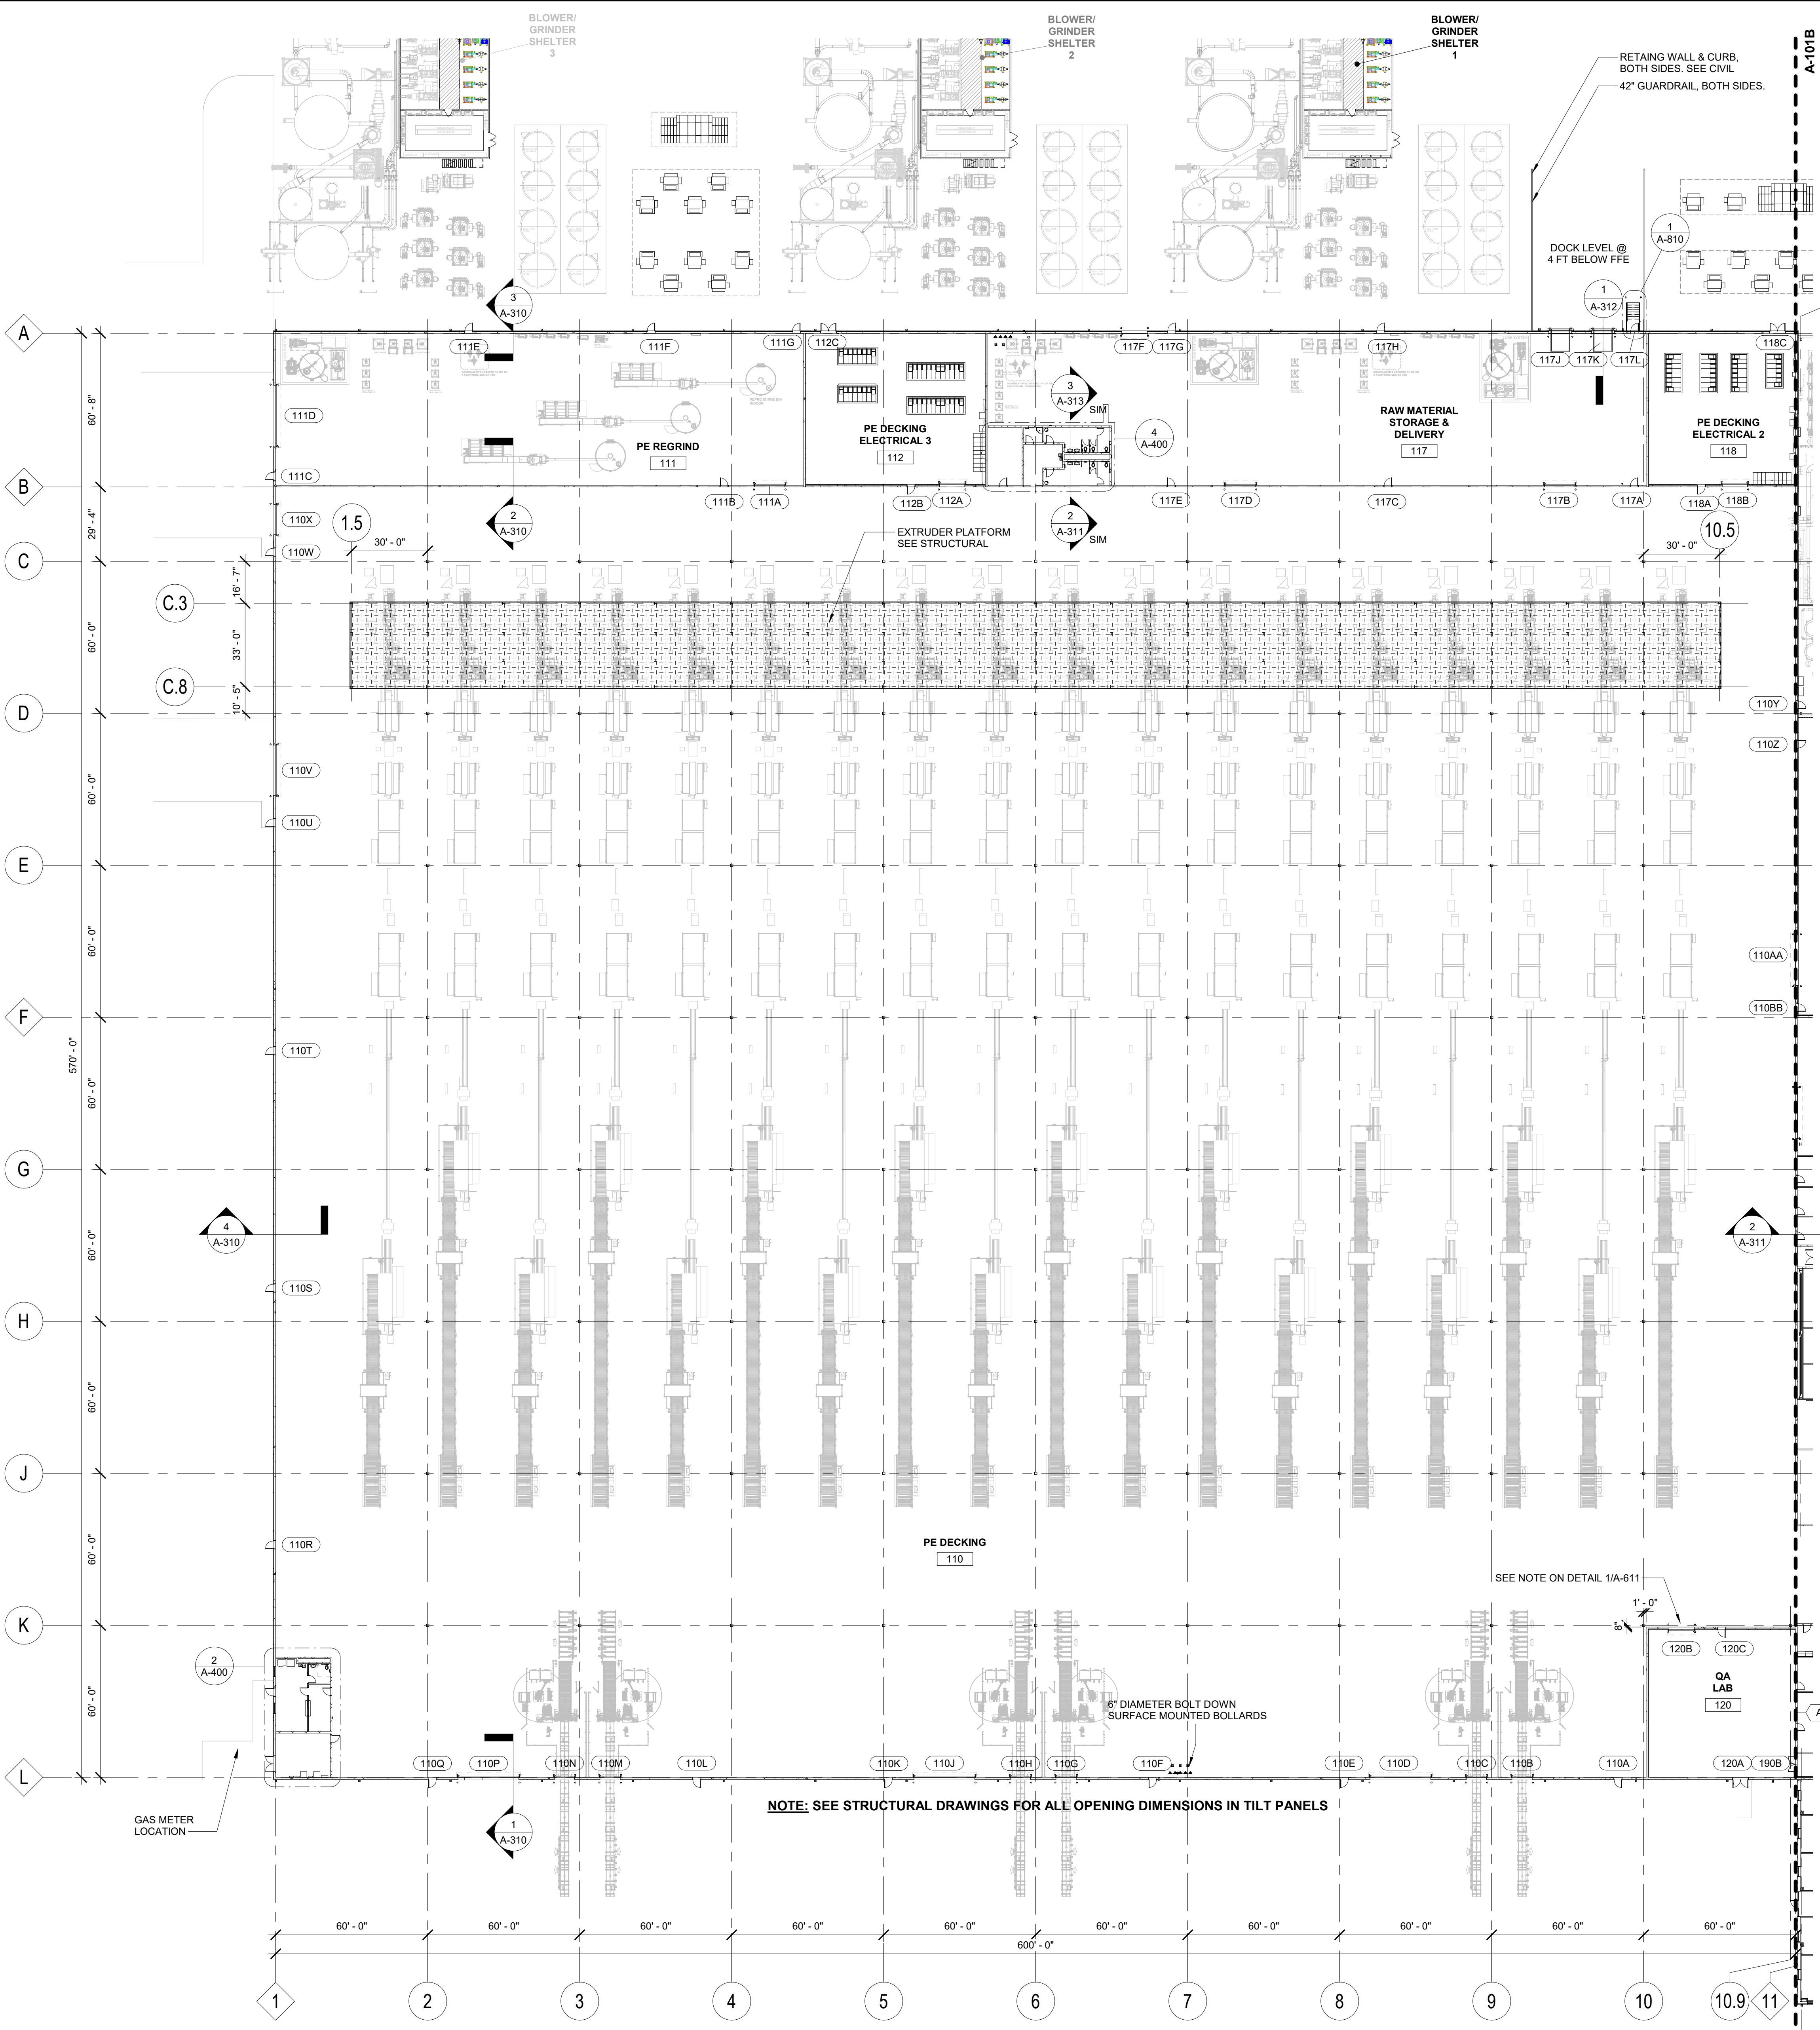 BLOWER/
GRINDER
SHELTER
3
BLOWER/
GRINDER
SHELTER
2
BLOWER/
GRINDER
SHELTER
1
RETAING WALL & CURB,
BOTH SIDES. SEE CIVIL
42" GUARDRAIL, BOTH SIDES.
A-101B
1
A-810
DOCK LEVEL @
4 FT BELOW FFE
1
A-312
3
A-310
A
111E
111F
111G
112C
117F
117G
117H
117J
117K
117L
118C
60' - 8"
111D
3
A-313
SIM
4
A-400
PE REGRIND
111
PE DECKING
ELECTRICAL 3
112
RAW MATERIAL
STORAGE &
DELIVERY
117
PE DECKING
ELECTRICAL 2
118
111C
B
111B
111A
112B
112A
117E
117D
117C
117B
117A
118A
118B
29' - 4"
110X
1.5
30' - 0"
2
A-310
2
A-311
SIM
EXTRUDER PLATFORM
SEE STRUCTURAL
10.5
30' - 0"
110W
C
16' - 7"
C.3
60' - 0"
33' - 0"
C.8
10' - 5"
D
110Y
110Z
110V
60' - 0"
110U
E
60' - 0"
110AA
F
110BB
570' - 0"
110T
60' - 0"
G
4
A-310
60' - 0"
2
A-311
110S
H
60' - 0"
J
110R
60' - 0"
PE DECKING
110
SEE NOTE ON DETAIL 1/A-611
1' - 0"
8"
K
120B
120C
2
A-400
60' - 0"
QA
LAB
120
6" DIAMETER BOLT DOWN
SURFACE MOUNTED BOLLARDS
A
L
110Q
110P
110N
110M
110L
110K
110J
110H
110G
110F
110E
110D
110C
110B
110A
120A
190B
NOTE: SEE STRUCTURAL DRAWINGS FOR ALL OPENING DIMENSIONS IN TILT PANELS
GAS METER
LOCATION
1
A-310
60' - 0"
60' - 0"
60' - 0"
60' - 0"
60' - 0"
60' - 0"
60' - 0"
60' - 0"
60' - 0"
60' - 0"
600' - 0"
1
2
3
4
5
6
7
8
9
10
10.9
11